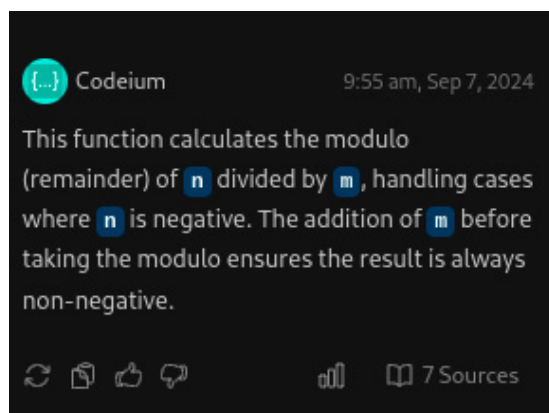 {...} Codeium 9:55 am, Sep 7, 2024
This function calculates the modulo
(remainder) of n divided by m, handling cases
where n is negative. The addition of m before
taking the modulo ensures the result is always
non-negative.
7 Sources